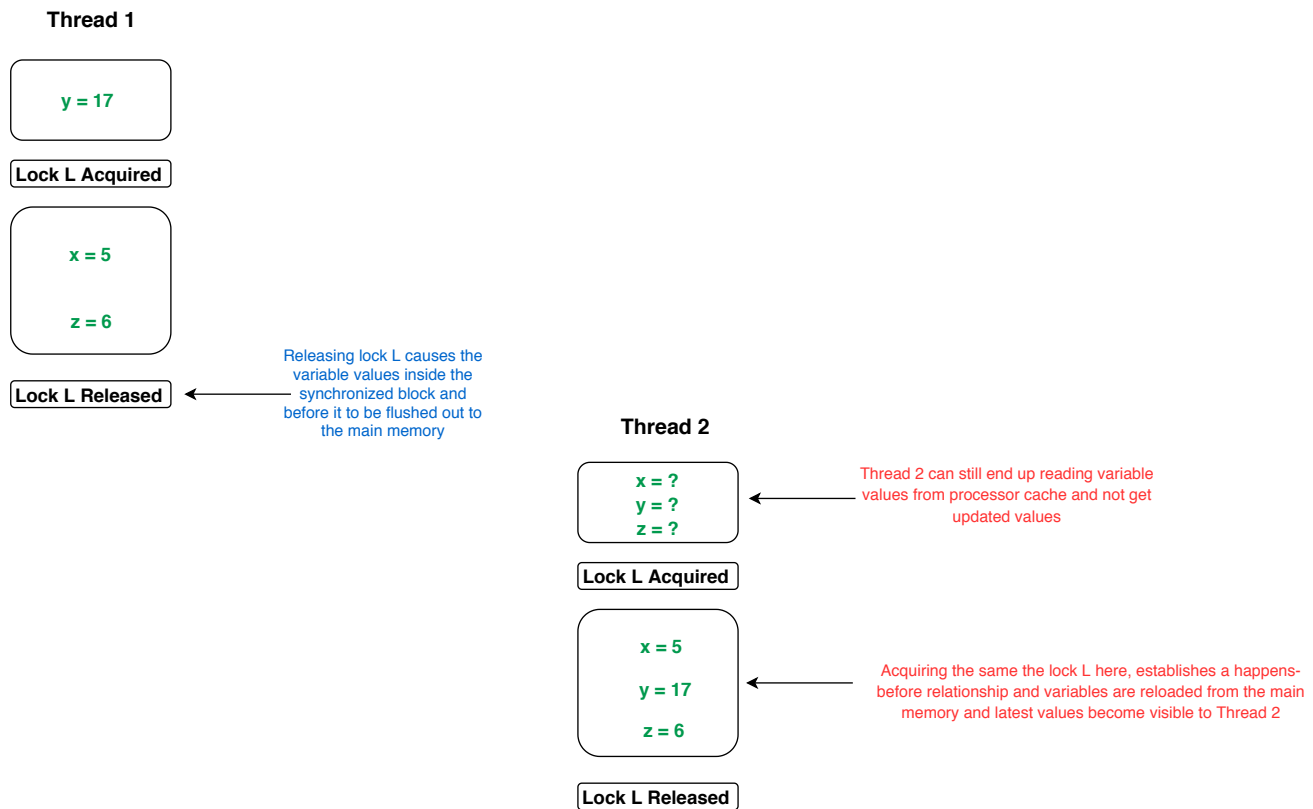 Thread 1
y = 17
Lock L Acquired
x = 5
z = 6
Lock L Released
Releasing lock L causes the
variable values inside the
synchronized block and
before it to be flushed out to
the main memory
Thread 2
x = ?
y = ?
z = ?
Thread 2 can still end up reading variable
values from processor cache and not get
updated values
Lock L Acquired
x = 5
y = 17
z = 6
Acquiring the same the lock L here, establishes a happens-
before relationship and variables are reloaded from the main
memory and latest values become visible to Thread 2
Lock L Released